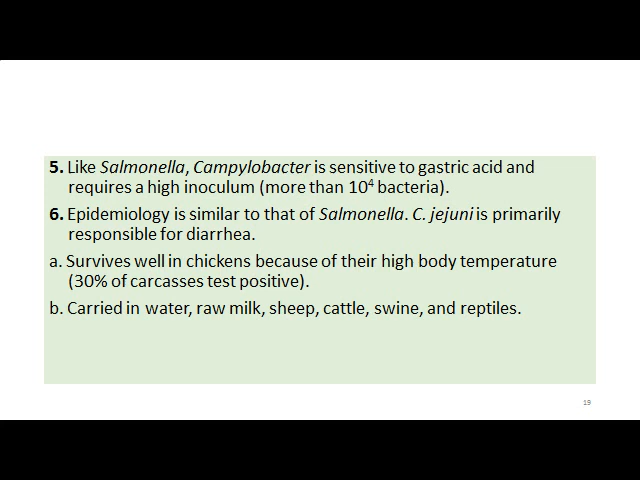 5. Like Salmonella, Campylobacter is sensitive to gastric acid and
requires a high inoculum (more than 10⁴ bacteria).
6. Epidemiology is similar to that of Salmonella. C. jejuni is primarily
responsible for diarrhea.
a. Survives well in chickens because of their high body temperature
(30% of carcasses test positive).
b. Carried in water, raw milk, sheep, cattle, swine, and reptiles.
19